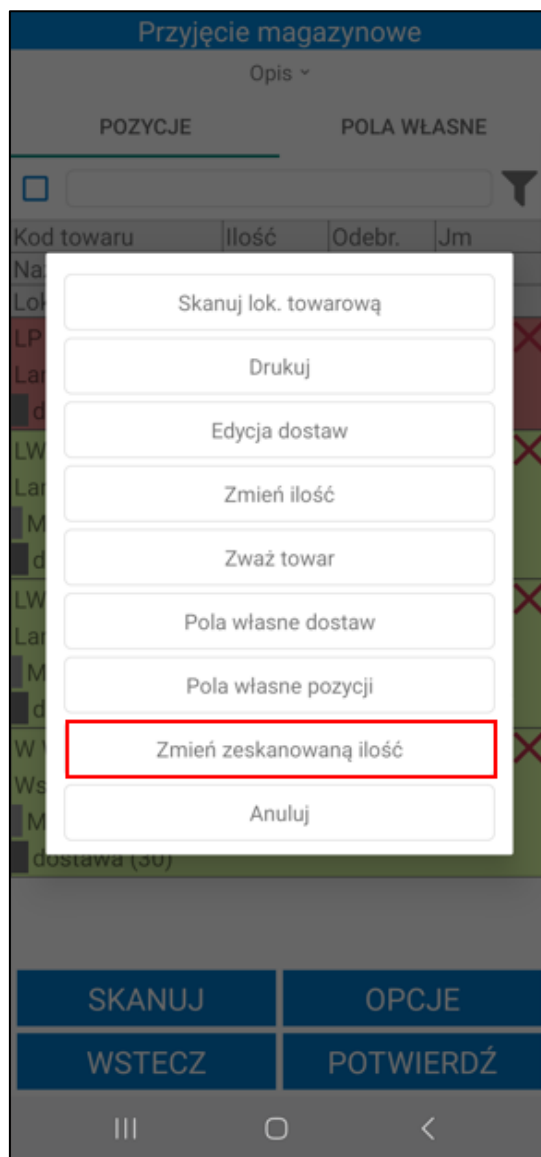 Przyjęcie magazynowe
Opis
POZYCJE POLA WŁASNE
Kod towaru Ilość Odebr. Jm
Skanuj lok. towarową
Drukuj
Edycja dostaw
Zmień ilość
Zważ towar
Pola własne dostaw
Pola własne pozycji
Zmień zeskanowaną ilość
Anuluj
dostawa (30)
SKANUJ OPCJE
WSTECZ POTWIERDŹ